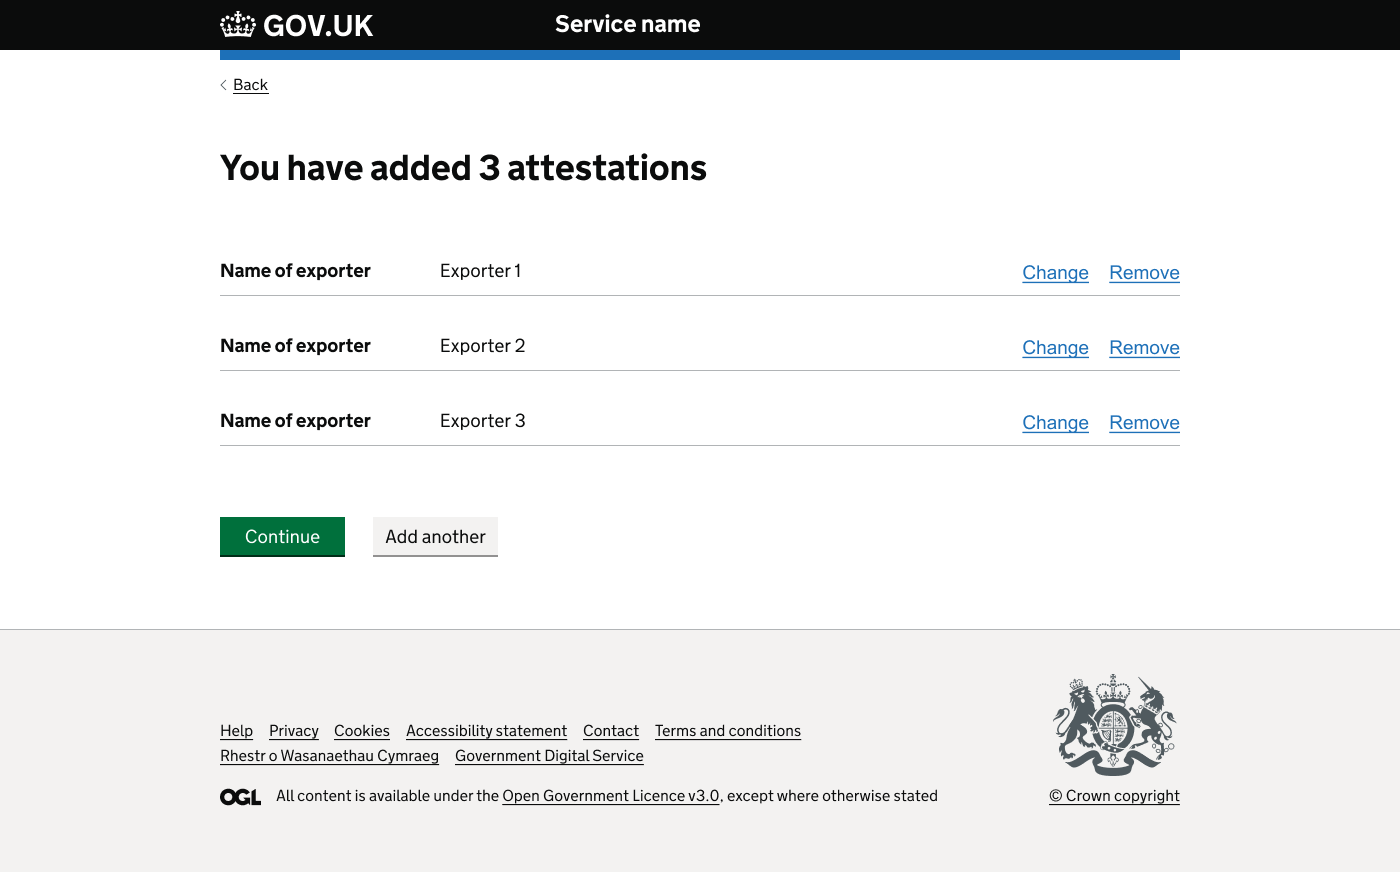 GOV.UK Service name
Back
You have added 3 attestations
Name of exporter Exporter 1 Change Remove
Name of exporter Exporter 2 Change Remove
Name of exporter Exporter 3 Change Remove
Continue Add another
Help Privacy Cookies Accessibility statement Contact Terms and conditions
Rhestr o Wasanaethau Cymraeg Government Digital Service
OGL All content is available under the Open Government Licence v3.0, except where otherwise stated © Crown copyright